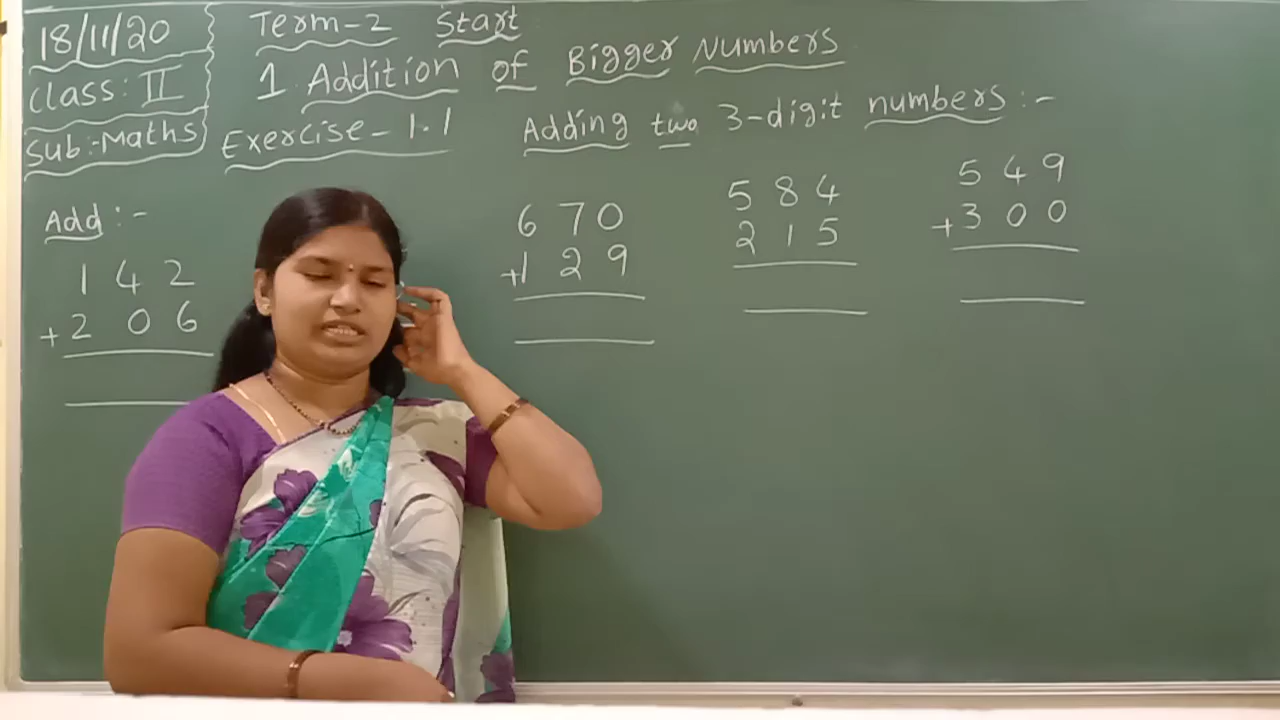 18/11/20
Class: II
Sub:-Maths
Term-2 Start
1. Addition of Bigger Numbers
Exercise-1.1
Adding two 3-digit numbers:-
Add:-
1 4 2
+2 0 6
6 7 0
+1 2 9
5 8 4
2 1 5
5 4 9
+3 0 0